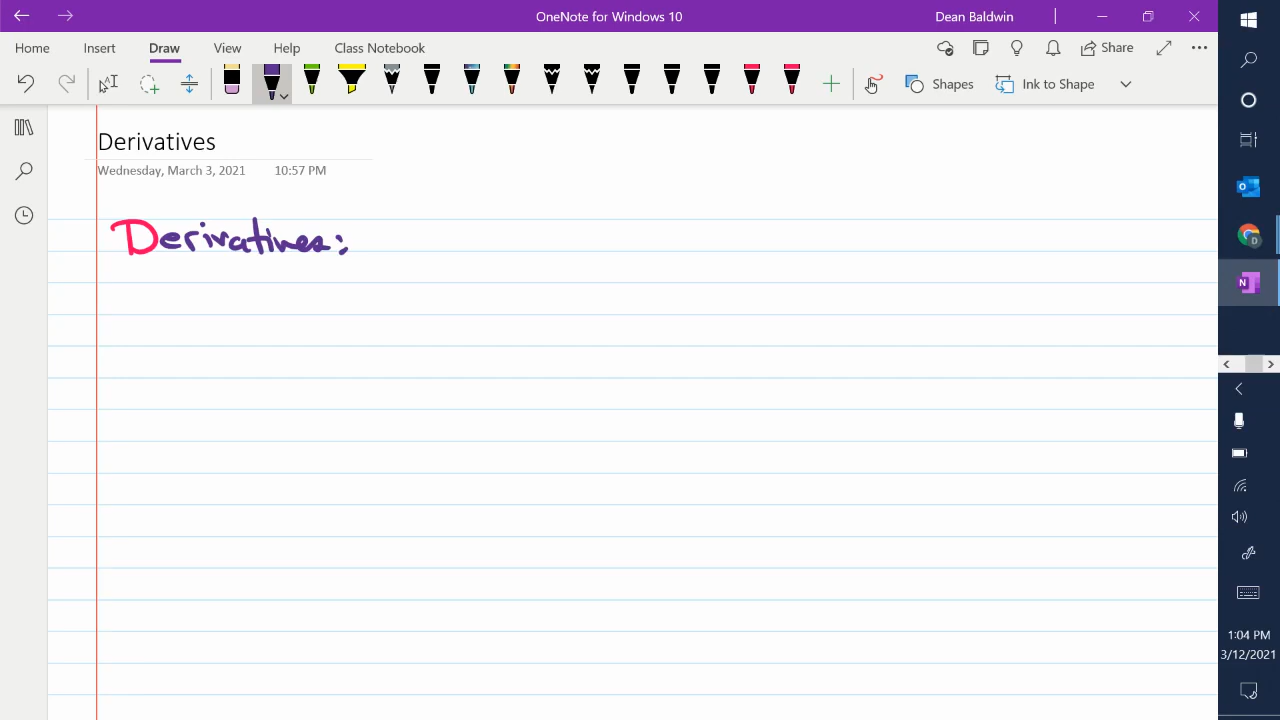 OneNote for Windows 10 Dean Baldwin
Home Insert Draw View Help Class Notebook Share
Shapes Ink to Shape
Derivatives
Wednesday, March 3, 2021 10:57 PM
Derivatives:
D
N
1:04 PM
3/12/2021